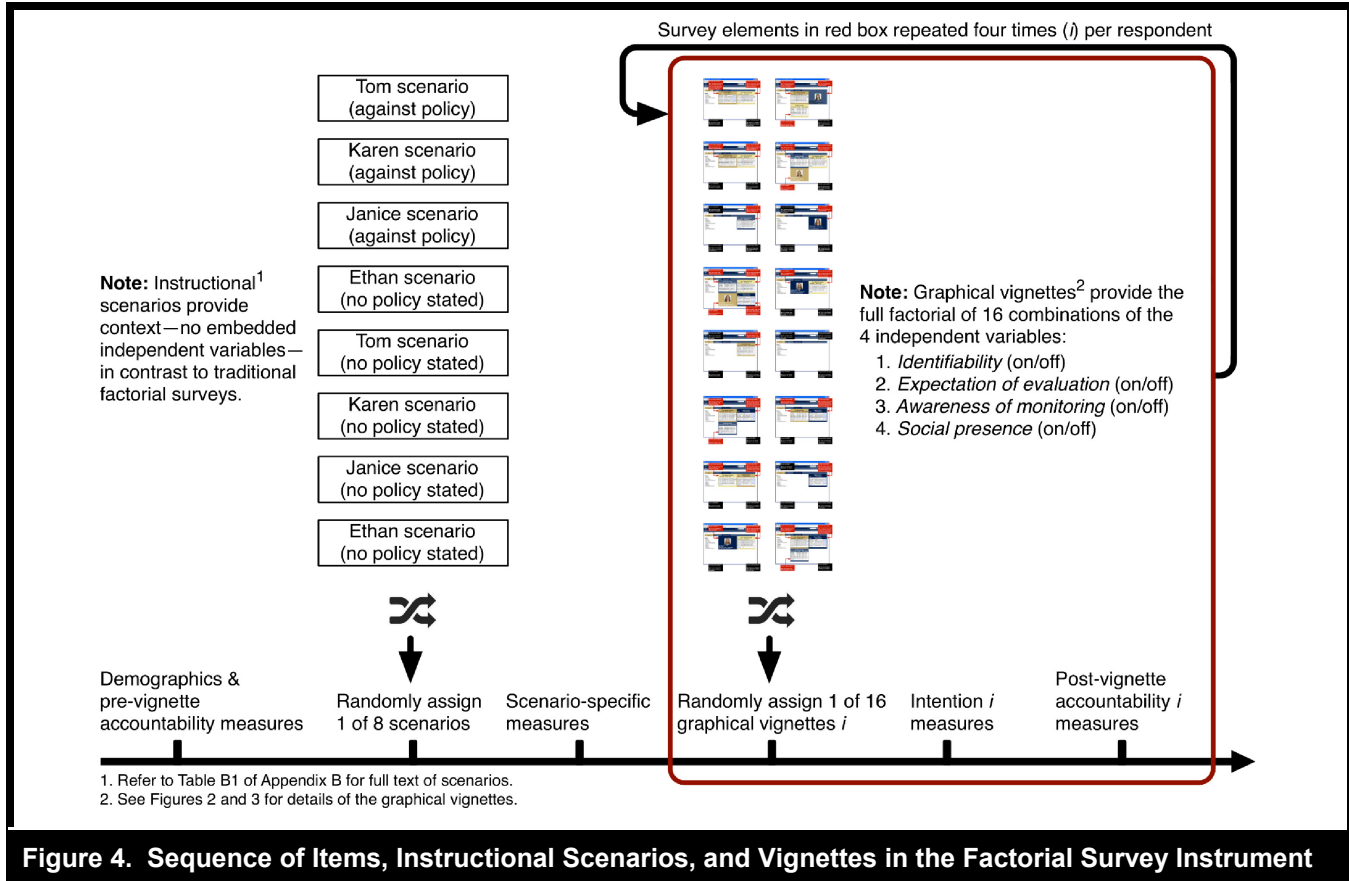 Survey elements in red box repeated four times (i) per respondent
Tom scenario
(against policy)
Karen scenario
(against policy)
Janice scenario
(against policy)
Ethan scenario
(no policy stated)
Tom scenario
(no policy stated)
Karen scenario
(no policy stated)
Janice scenario
(no policy stated)
Ethan scenario
(no policy stated)
Note: Instructional1
scenarios provide
context—no embedded
independent variables—
in contrast to traditional
factorial surveys.
Note: Graphical vignettes2 provide the
full factorial of 16 combinations of the
4 independent variables:
1. Identifiability (on/off)
2. Expectation of evaluation (on/off)
3. Awareness of monitoring (on/off)
4. Social presence (on/off)
Demographics &
pre-vignette
accountability measures
Randomly assign
1 of 8 scenarios
Scenario-specific
measures
Randomly assign 1 of 16
graphical vignettes i
Intention i
measures
Post-vignette
accountability i
measures
1. Refer to Table B1 of Appendix B for full text of scenarios.
2. See Figures 2 and 3 for details of the graphical vignettes.
Figure 4. Sequence of Items, Instructional Scenarios, and Vignettes in the Factorial Survey Instrument